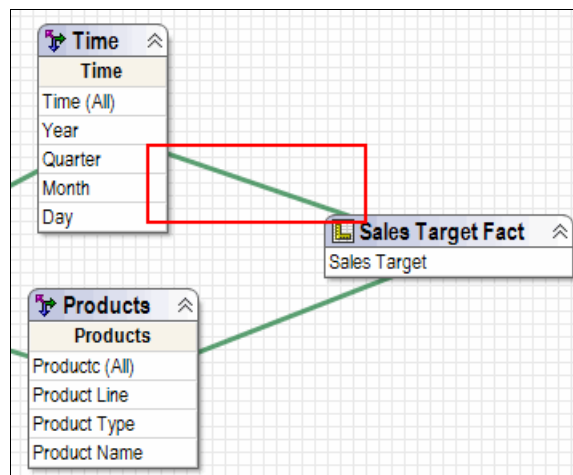 Time
Time
Time (All)
Year
Quarter
Month
Day
Sales Target Fact
Sales Target
Products
Products
Productc (All)
Product Line
Product Type
Product Name